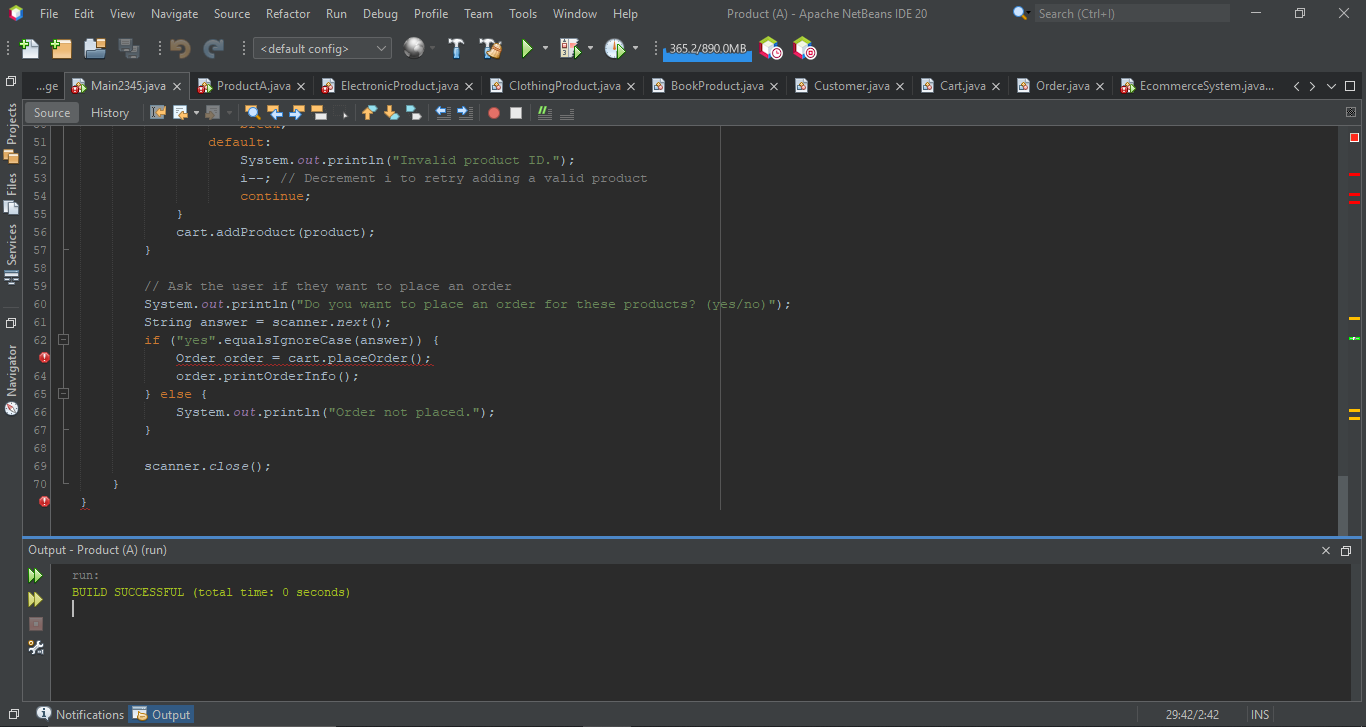 File Edit View Navigate Source Refactor Run Debug Profile Team Tools Window Help Product (A) - Apache NetBeans IDE 20 Search (Ctrl+I)
<default config> 365.2/890.0MB
...ge Main2345.java ProductA.java ElectronicProduct.java ClothingProduct.java BookProduct.java Customer.java Cart.java Order.java EcommerceSystem.java...
Source History
Projects
Files
Services
Navigator
break;
51 default:
52 System.out.println("Invalid product ID.");
53 i--; // Decrement i to retry adding a valid product
54 continue;
55 }
56 cart.addProduct(product);
57 }
58
59 // Ask the user if they want to place an order
60 System.out.println("Do you want to place an order for these products? (yes/no)");
61 String answer = scanner.next();
62 if ("yes".equalsIgnoreCase(answer)) {
Order order = cart.placeOrder();
64 order.printOrderInfo();
65 } else {
66 System.out.println("Order not placed.");
67 }
68
69 scanner.close();
70 }
}
Output - Product (A) (run)
run:
BUILD SUCCESSFUL (total time: 0 seconds)
Notifications Output 29:42/2:42 INS